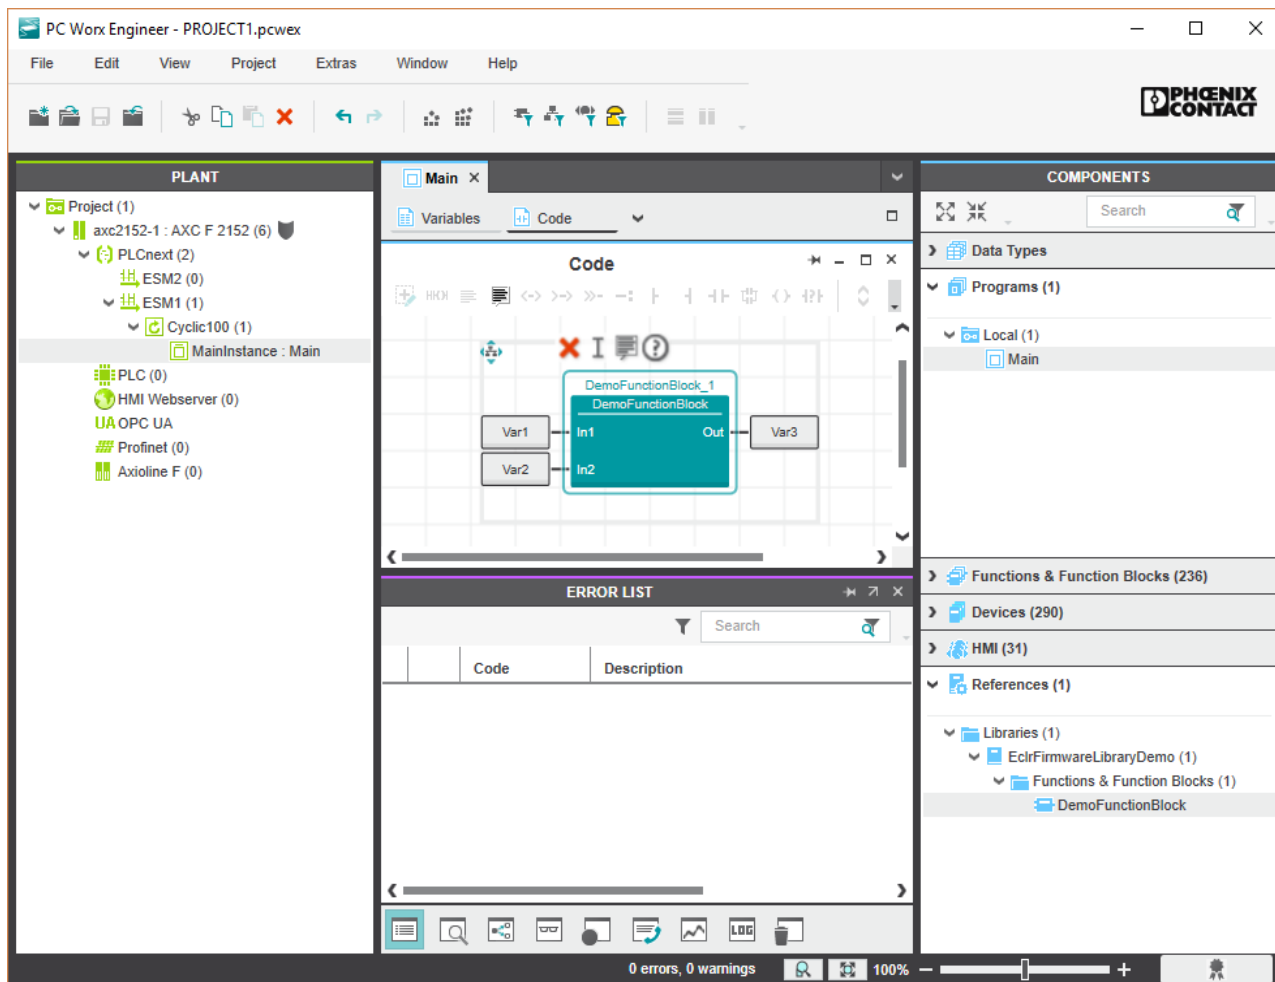 PC Worx Engineer - PROJECT1.pcwex
File Edit View Project Extras Window Help
PHŒNIX
CONTACT
PLANT
Project (1)
axc2152-1 : AXC F 2152 (6)
PLCnext (2)
ESM2 (0)
ESM1 (1)
Cyclic100 (1)
MainInstance : Main
PLC (0)
HMI Webserver (0)
UA OPC UA
Profinet (0)
Axioline F (0)
Main
Variables Code
Code
DemoFunctionBlock_1
DemoFunctionBlock
Var1 In1 Out Var3
Var2 In2
ERROR LIST
Search
Code Description
LOG
COMPONENTS
Search
Data Types
Programs (1)
Local (1)
Main
Functions & Function Blocks (236)
Devices (290)
HMI (31)
References (1)
Libraries (1)
EclrFirmwareLibraryDemo (1)
Functions & Function Blocks (1)
DemoFunctionBlock
0 errors, 0 warnings 100%